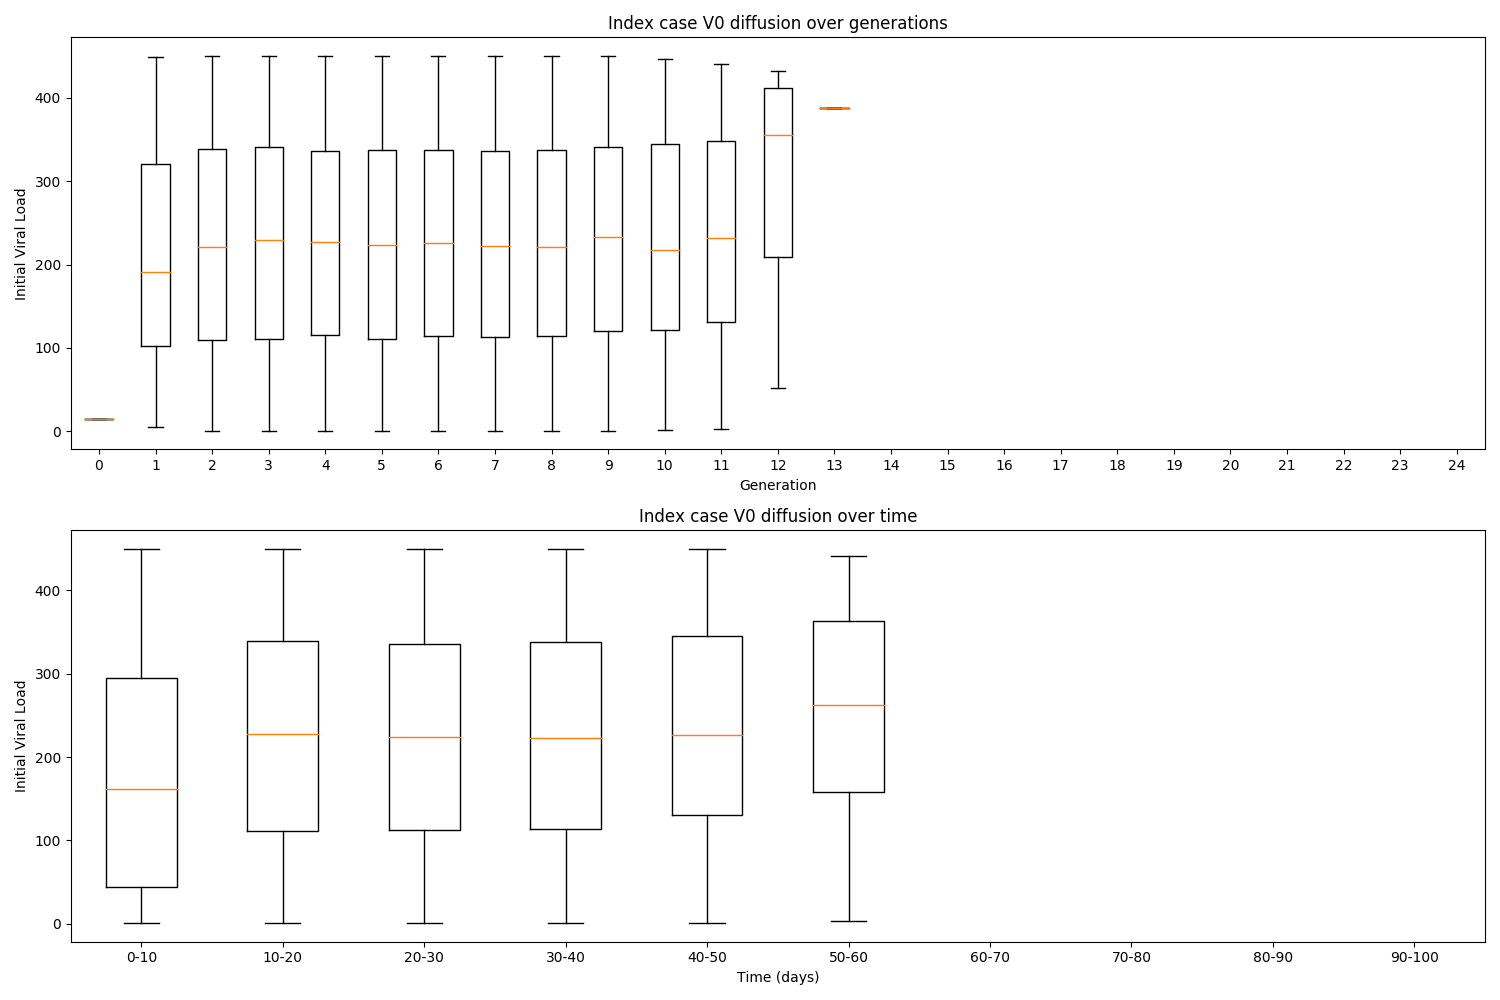 Index case V0 diffusion over generations
Initial Viral Load
400
300
200
100
0
0 1 2 3 4 5 6 7 8 9 10 11 12 13 14 15 16 17 18 19 20 21 22 23 24
Generation
Index case V0 diffusion over time
Initial Viral Load
400
300
200
100
0
0-10 10-20 20-30 30-40 40-50 50-60 60-70 70-80 80-90 90-100
Time (days)